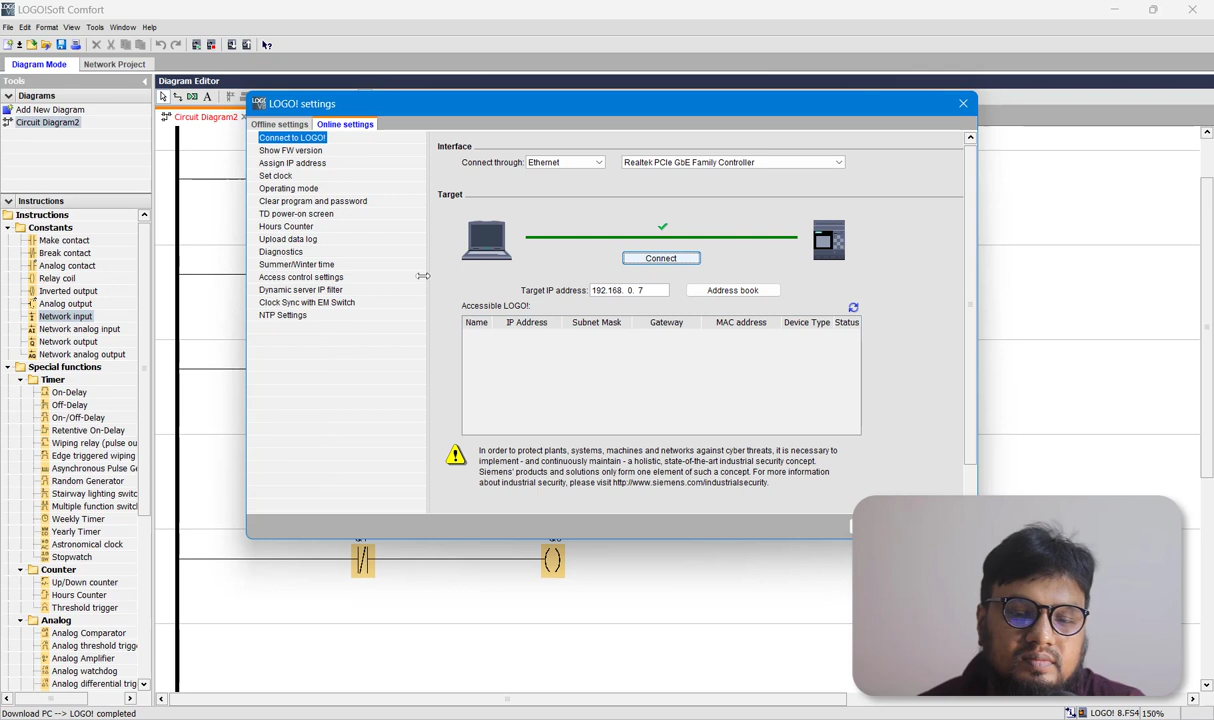 LOGO!Soft Comfort
File Edit Format View Tools Window Help
Diagram Mode Network Project
Tools
Diagram Editor
Diagrams
Add New Diagram
Circuit Diagram2
Circuit Diagram2
Instructions
Instructions
Constants
Make contact
Break contact
Analog contact
Relay coil
Inverted output
Analog output
Network input
Network analog input
Network output
Network analog output
Special functions
Timer
On-Delay
Off-Delay
On-/Off-Delay
Retentive On-Delay
Wiping relay (pulse ou
Edge triggered wiping
Asynchronous Pulse Ge
Random Generator
Stairway lighting switc
Multiple function switc
Weekly Timer
Yearly Timer
Astronomical clock
Stopwatch
Counter
Up/Down counter
Hours Counter
Threshold trigger
Analog
Analog Comparator
Analog threshold trigg
Analog Amplifier
Analog watchdog
Analog differential trig
LOGO! settings
Offline settings Online settings
Connect to LOGO!
Show FW version
Assign IP address
Set clock
Operating mode
Clear program and password
TD power-on screen
Hours Counter
Upload data log
Diagnostics
Summer/Winter time
Access control settings
Dynamic server IP filter
Clock Sync with EM Switch
NTP Settings
Interface
Connect through: Ethernet Realtek PCIe GbE Family Controller
Target
Connect
Target IP address: 192.168. 0. 7 Address book
Accessible LOGO!:
Name IP Address Subnet Mask Gateway MAC address Device Type Status
In order to protect plants, systems, machines and networks against cyber threats, it is necessary to
implement - and continuously maintain - a holistic, state-of-the-art industrial security concept.
Siemens' products and solutions only form one element of such a concept. For more information
about industrial security, please visit http://www.siemens.com/industrialsecurity.
Download PC --> LOGO! completed
LOGO! 8.FS4 150%